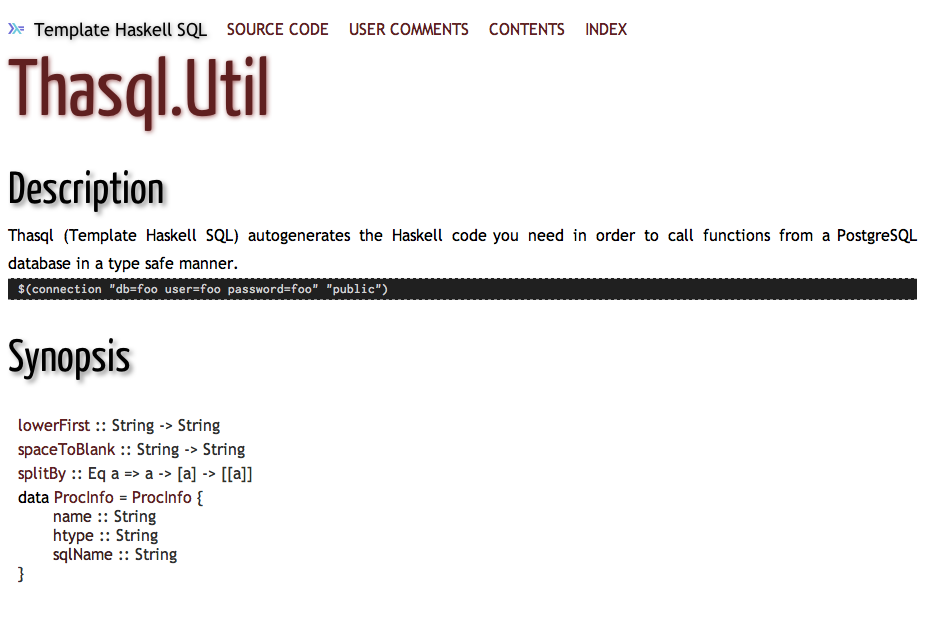 Template Haskell SQL SOURCE CODE USER COMMENTS CONTENTS INDEX
Thasql.Util
Description
Thasql (Template Haskell SQL) autogenerates the Haskell code you need in order to call functions from a PostgreSQL
database in a type safe manner.
$(connection "db=foo user=foo password=foo" "public")
Synopsis
lowerFirst :: String -> String
spaceToBlank :: String -> String
splitBy :: Eq a => a -> [a] -> [[a]]
data ProcInfo = ProcInfo {
name :: String
htype :: String
sqlName :: String
}